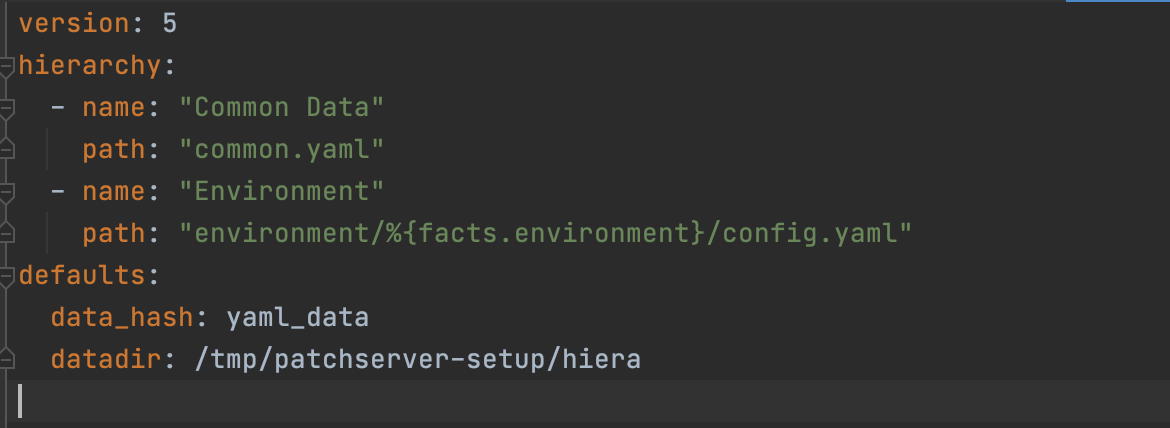 version: 5
hierarchy:
  - name: "Common Data"
    path: "common.yaml"
  - name: "Environment"
    path: "environment/%{facts.environment}/config.yaml"
defaults:
  data_hash: yaml_data
  datadir: /tmp/patchserver-setup/hiera